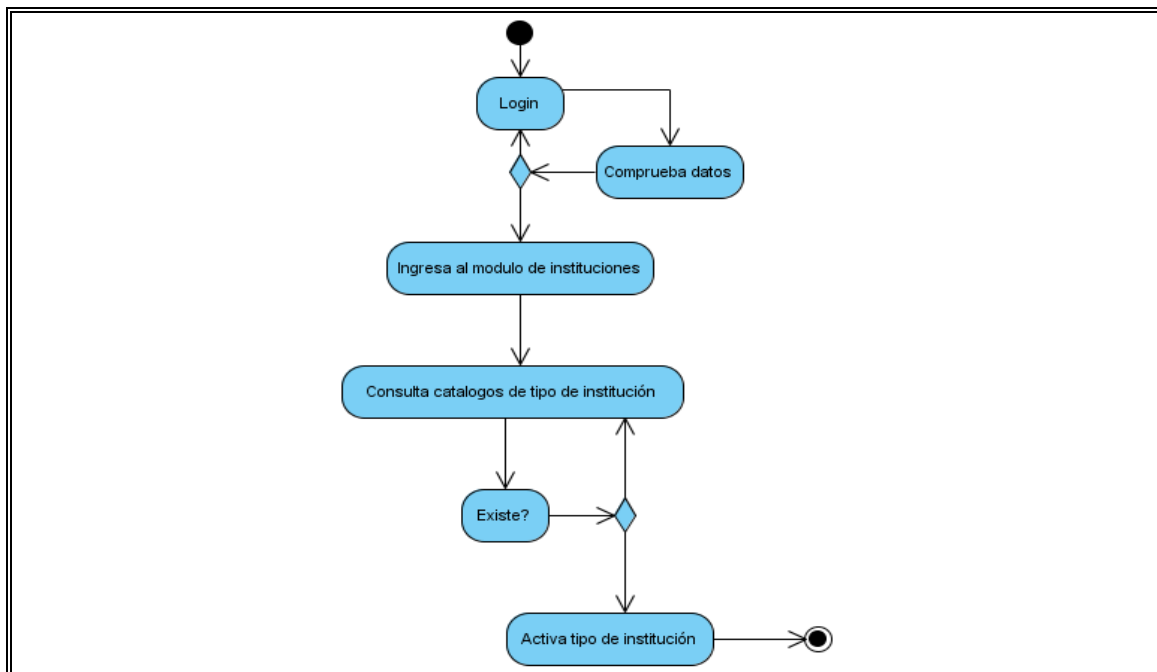 Login
Comprueba datos
Ingresa al modulo de instituciones
Consulta catalogos de tipo de institución
Existe?
Activa tipo de institución